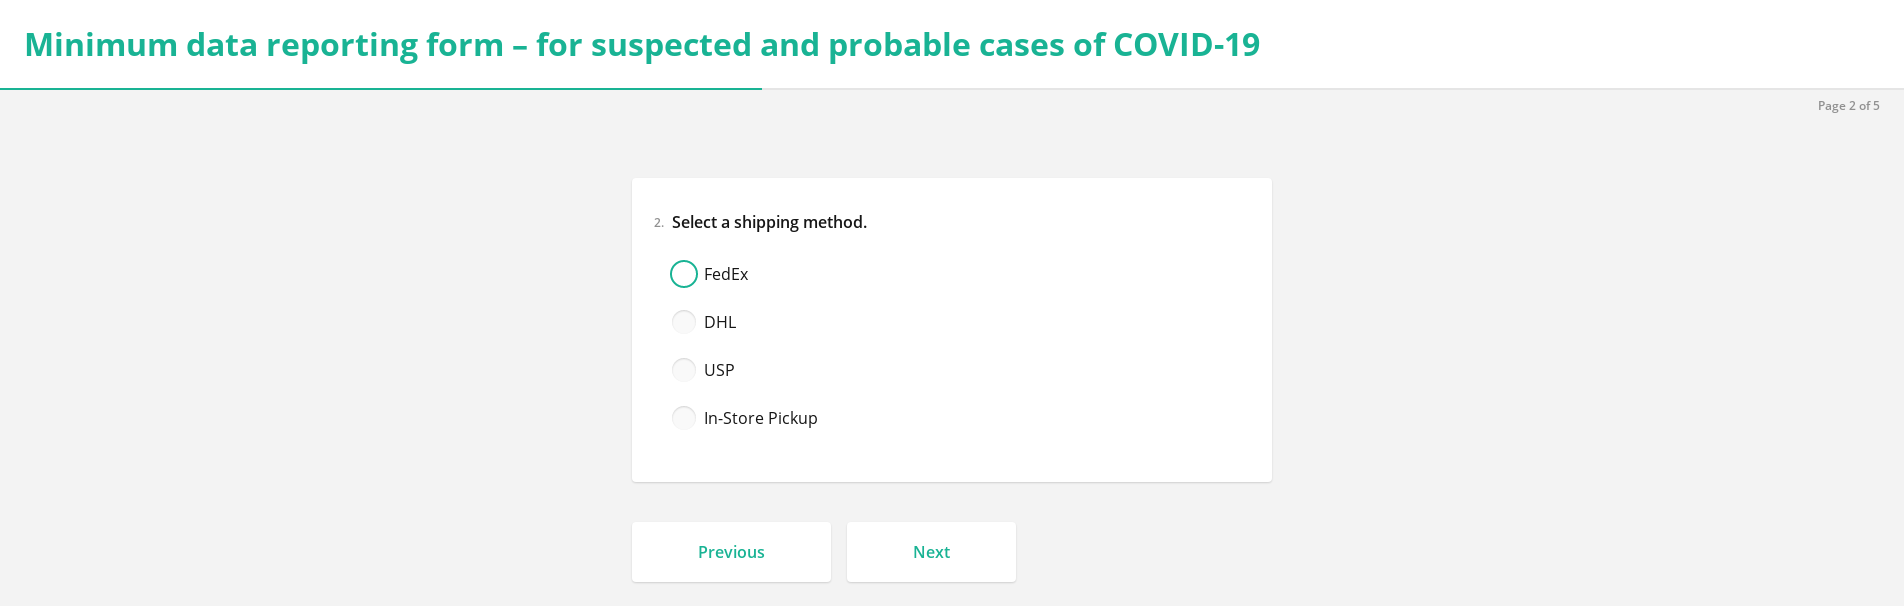 Minimum data reporting form – for suspected and probable cases of COVID-19
Page 2 of 5
2. Select a shipping method.
FedEx
DHL
USP
In-Store Pickup
Previous
Next